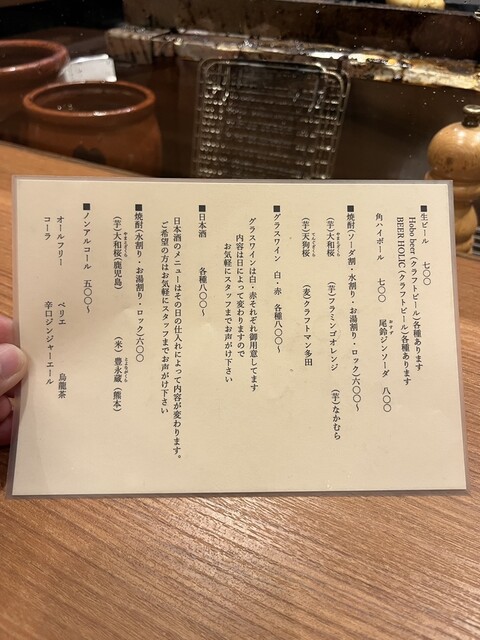 ■生ビール　七〇〇
Hobo beer (クラフトビール)各種あります
BEER HOLIC (クラフトビール)各種あります
角ハイボール　七〇〇　尾鈴ジンソーダ　八〇〇
■焼酎(ソーダ割・水割り・お湯割り・ロック)六〇〇〜
(芋)大和桜　(芋)フラミンゴオレンジ　(芋)なかむら
(芋)天狗桜　(麦)クラフトマン多田
■グラスワイン　白・赤　各種八〇〇〜
グラスワインは白・赤それぞれ御用意してます
内容は日によって変わりますので
お気軽にスタッフまでお声がけ下さい
■日本酒　各種八〇〇〜
日本酒のメニューはその日の仕入れによって内容が変わります。
ご希望の方はお気軽にスタッフまでお声がけ下さい
■焼酎(水割り・お湯割り・ロック)六〇〇
(芋)大和桜(鹿児島)　(米)豊永蔵(熊本)
■ノンアルコール　五〇〇〜
オールフリー　ペリエ　烏龍茶
コーラ　辛口ジンジャーエール